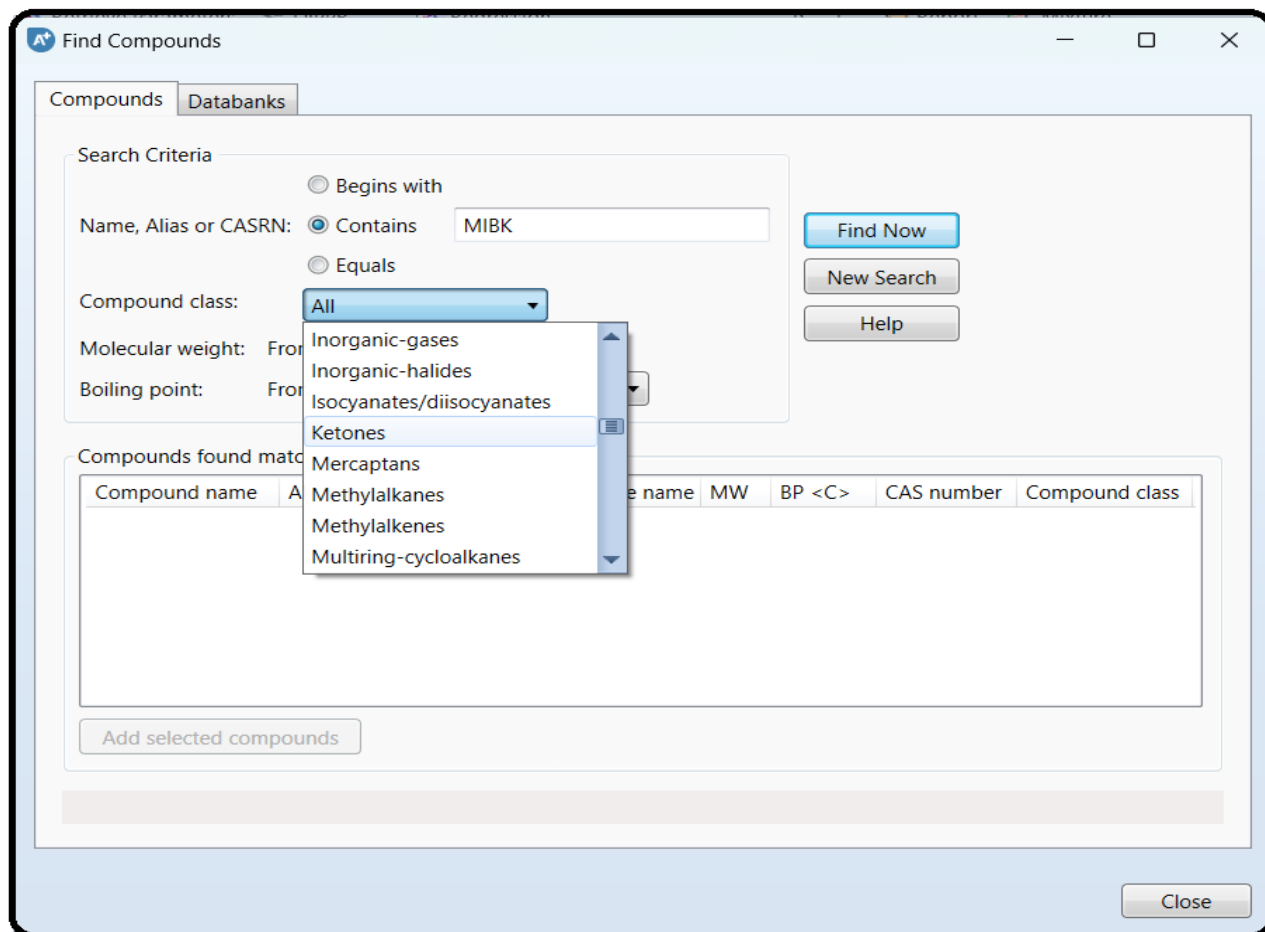 A+ Find Compounds
Compounds Databanks
Search Criteria
Begins with
Name, Alias or CASRN: Contains MIBK
Equals
Find Now
New Search
Help
Compound class: All
Molecular weight: From
Boiling point: From
Inorganic-gases
Inorganic-halides
Isocyanates/diisocyanates
Ketones
Mercaptans
Methylalkanes
Methylalkenes
Multiring-cycloalkanes
Compounds found matc
Compound name A e name MW BP <C> CAS number Compound class
Add selected compounds
Close